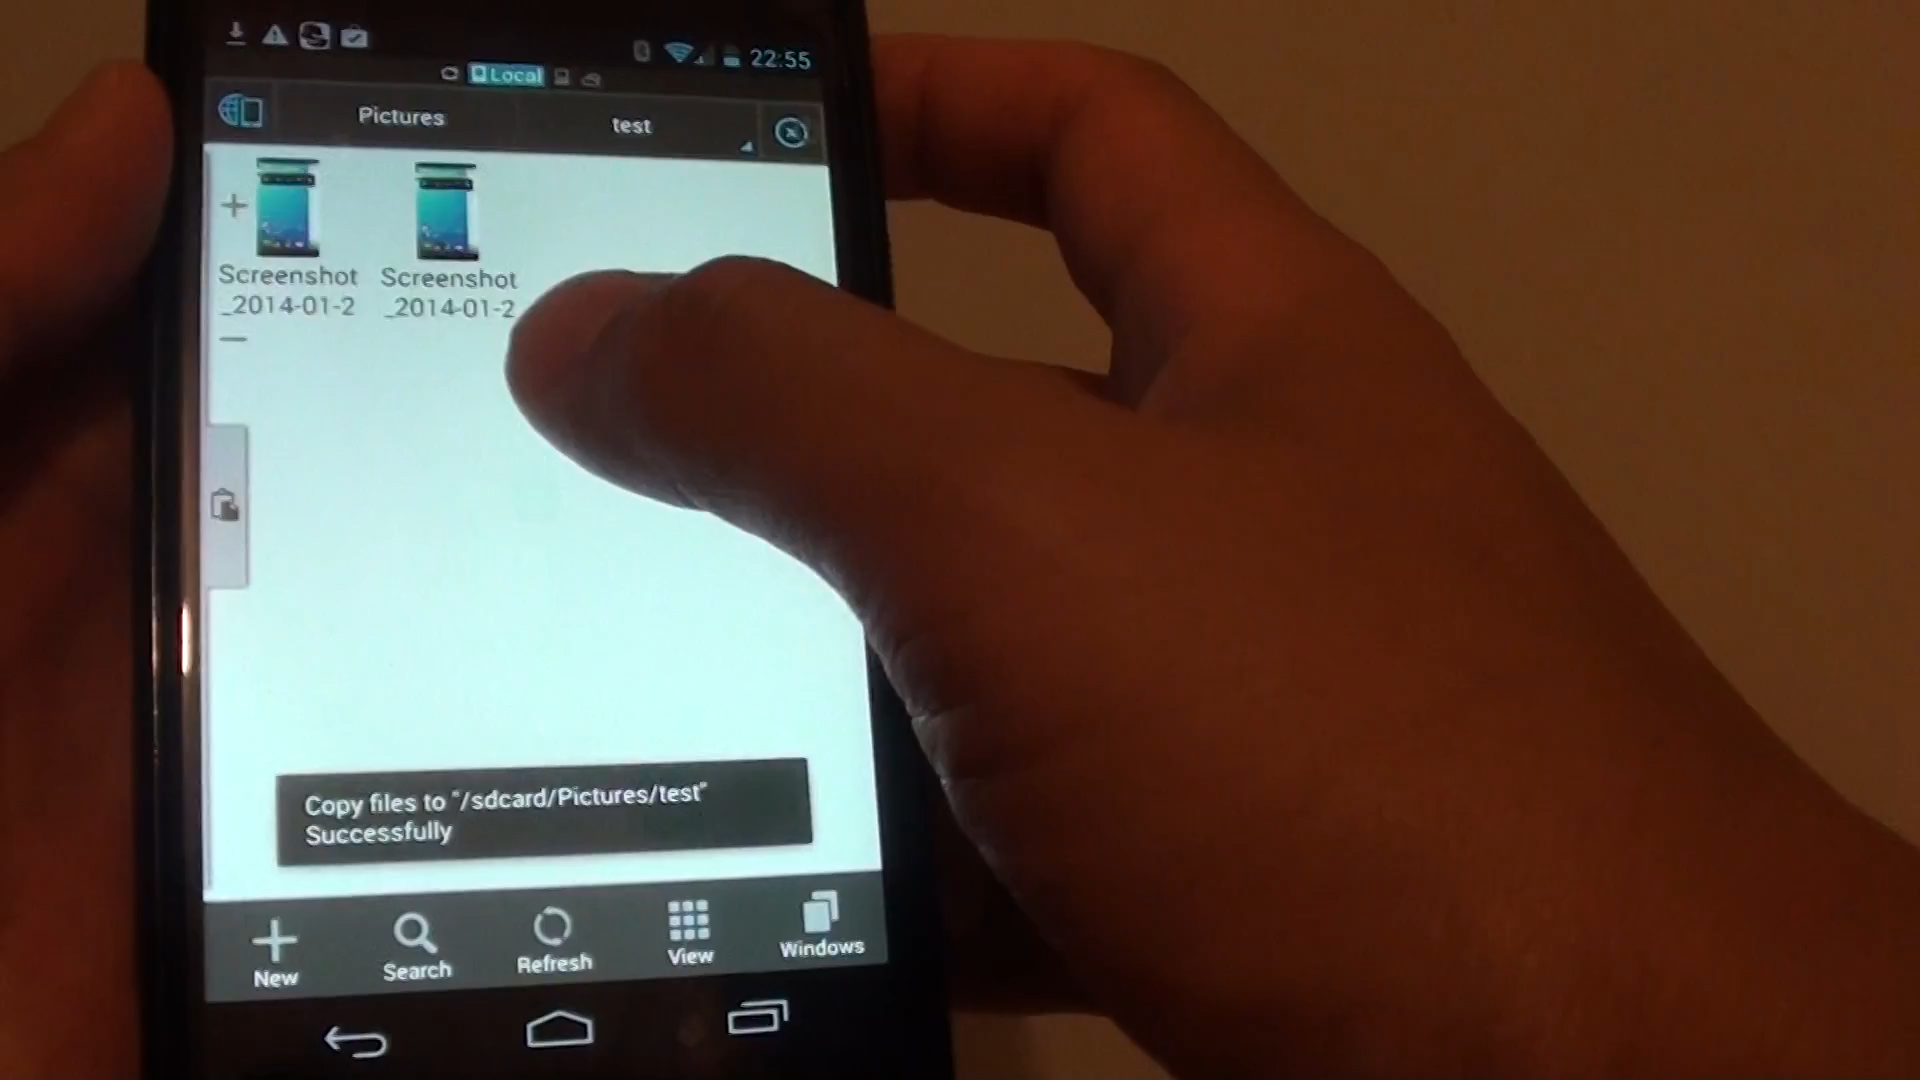 22:55
Local
Pictures
test
Screenshot
_2014-01-2
Screenshot
_2014-01-2
Copy files to "/sdcard/Pictures/test"
Successfully
New
Search
Refresh
View
Windows